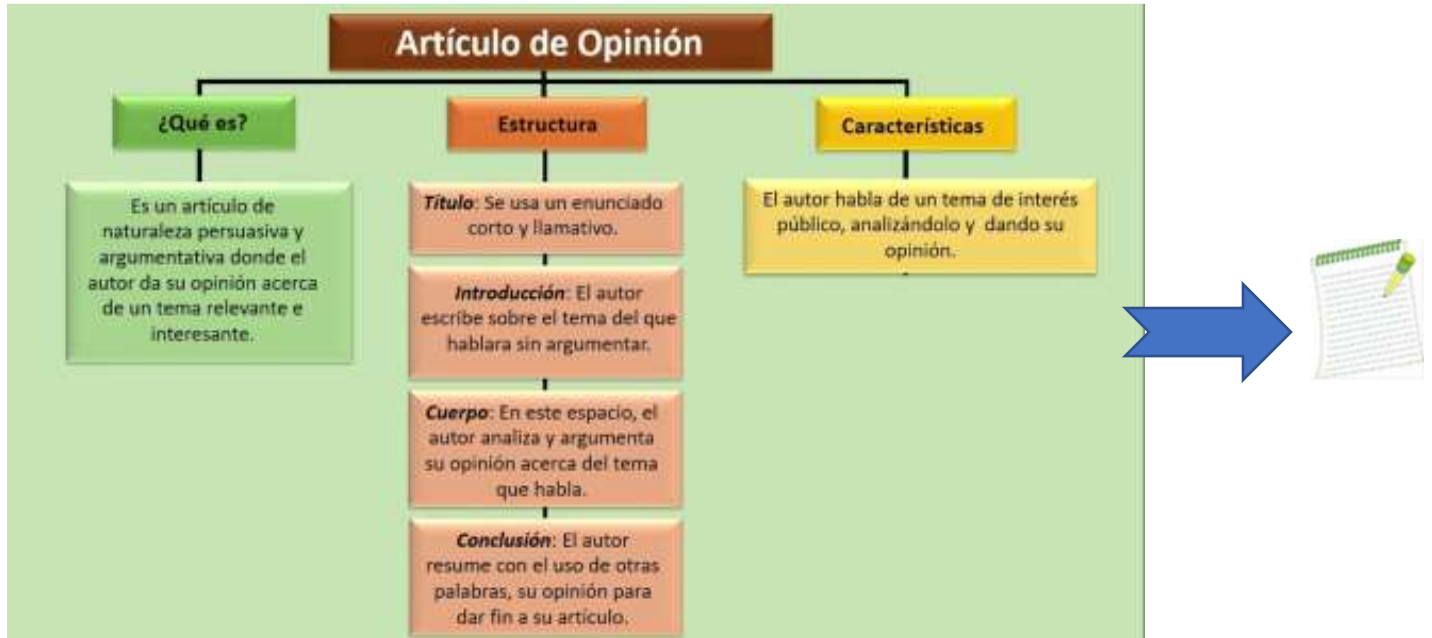 Artículo de Opinión
¿Qué es?
Es un artículo de
naturaleza persuasiva y
argumentativa donde el
autor da su opinión acerca
de un tema relevante e
interesante.
Estructura
Título: Se usa un enunciado
corto y llamativo.
Introducción: El autor
escribe sobre el tema del que
hablara sin argumentar.
Cuerpo: En este espacio, el
autor analiza y argumenta
su opinión acerca del tema
que habla.
Conclusión: El autor
resume con el uso de otras
palabras, su opinión para
dar fin a su artículo.
Característícas
El autor habla de un tema de interés
público, analizándolo y dando su
opinión.